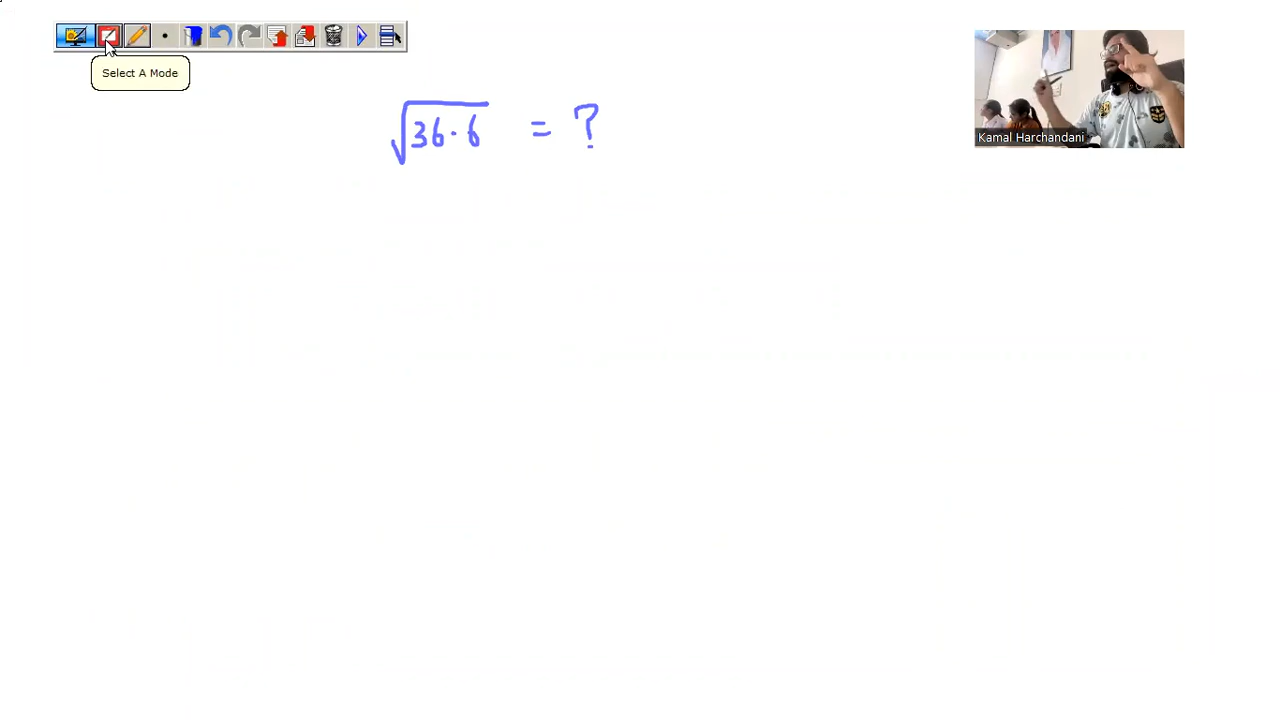 Select A Mode
√36.6 = ?
Kamal Harchandani